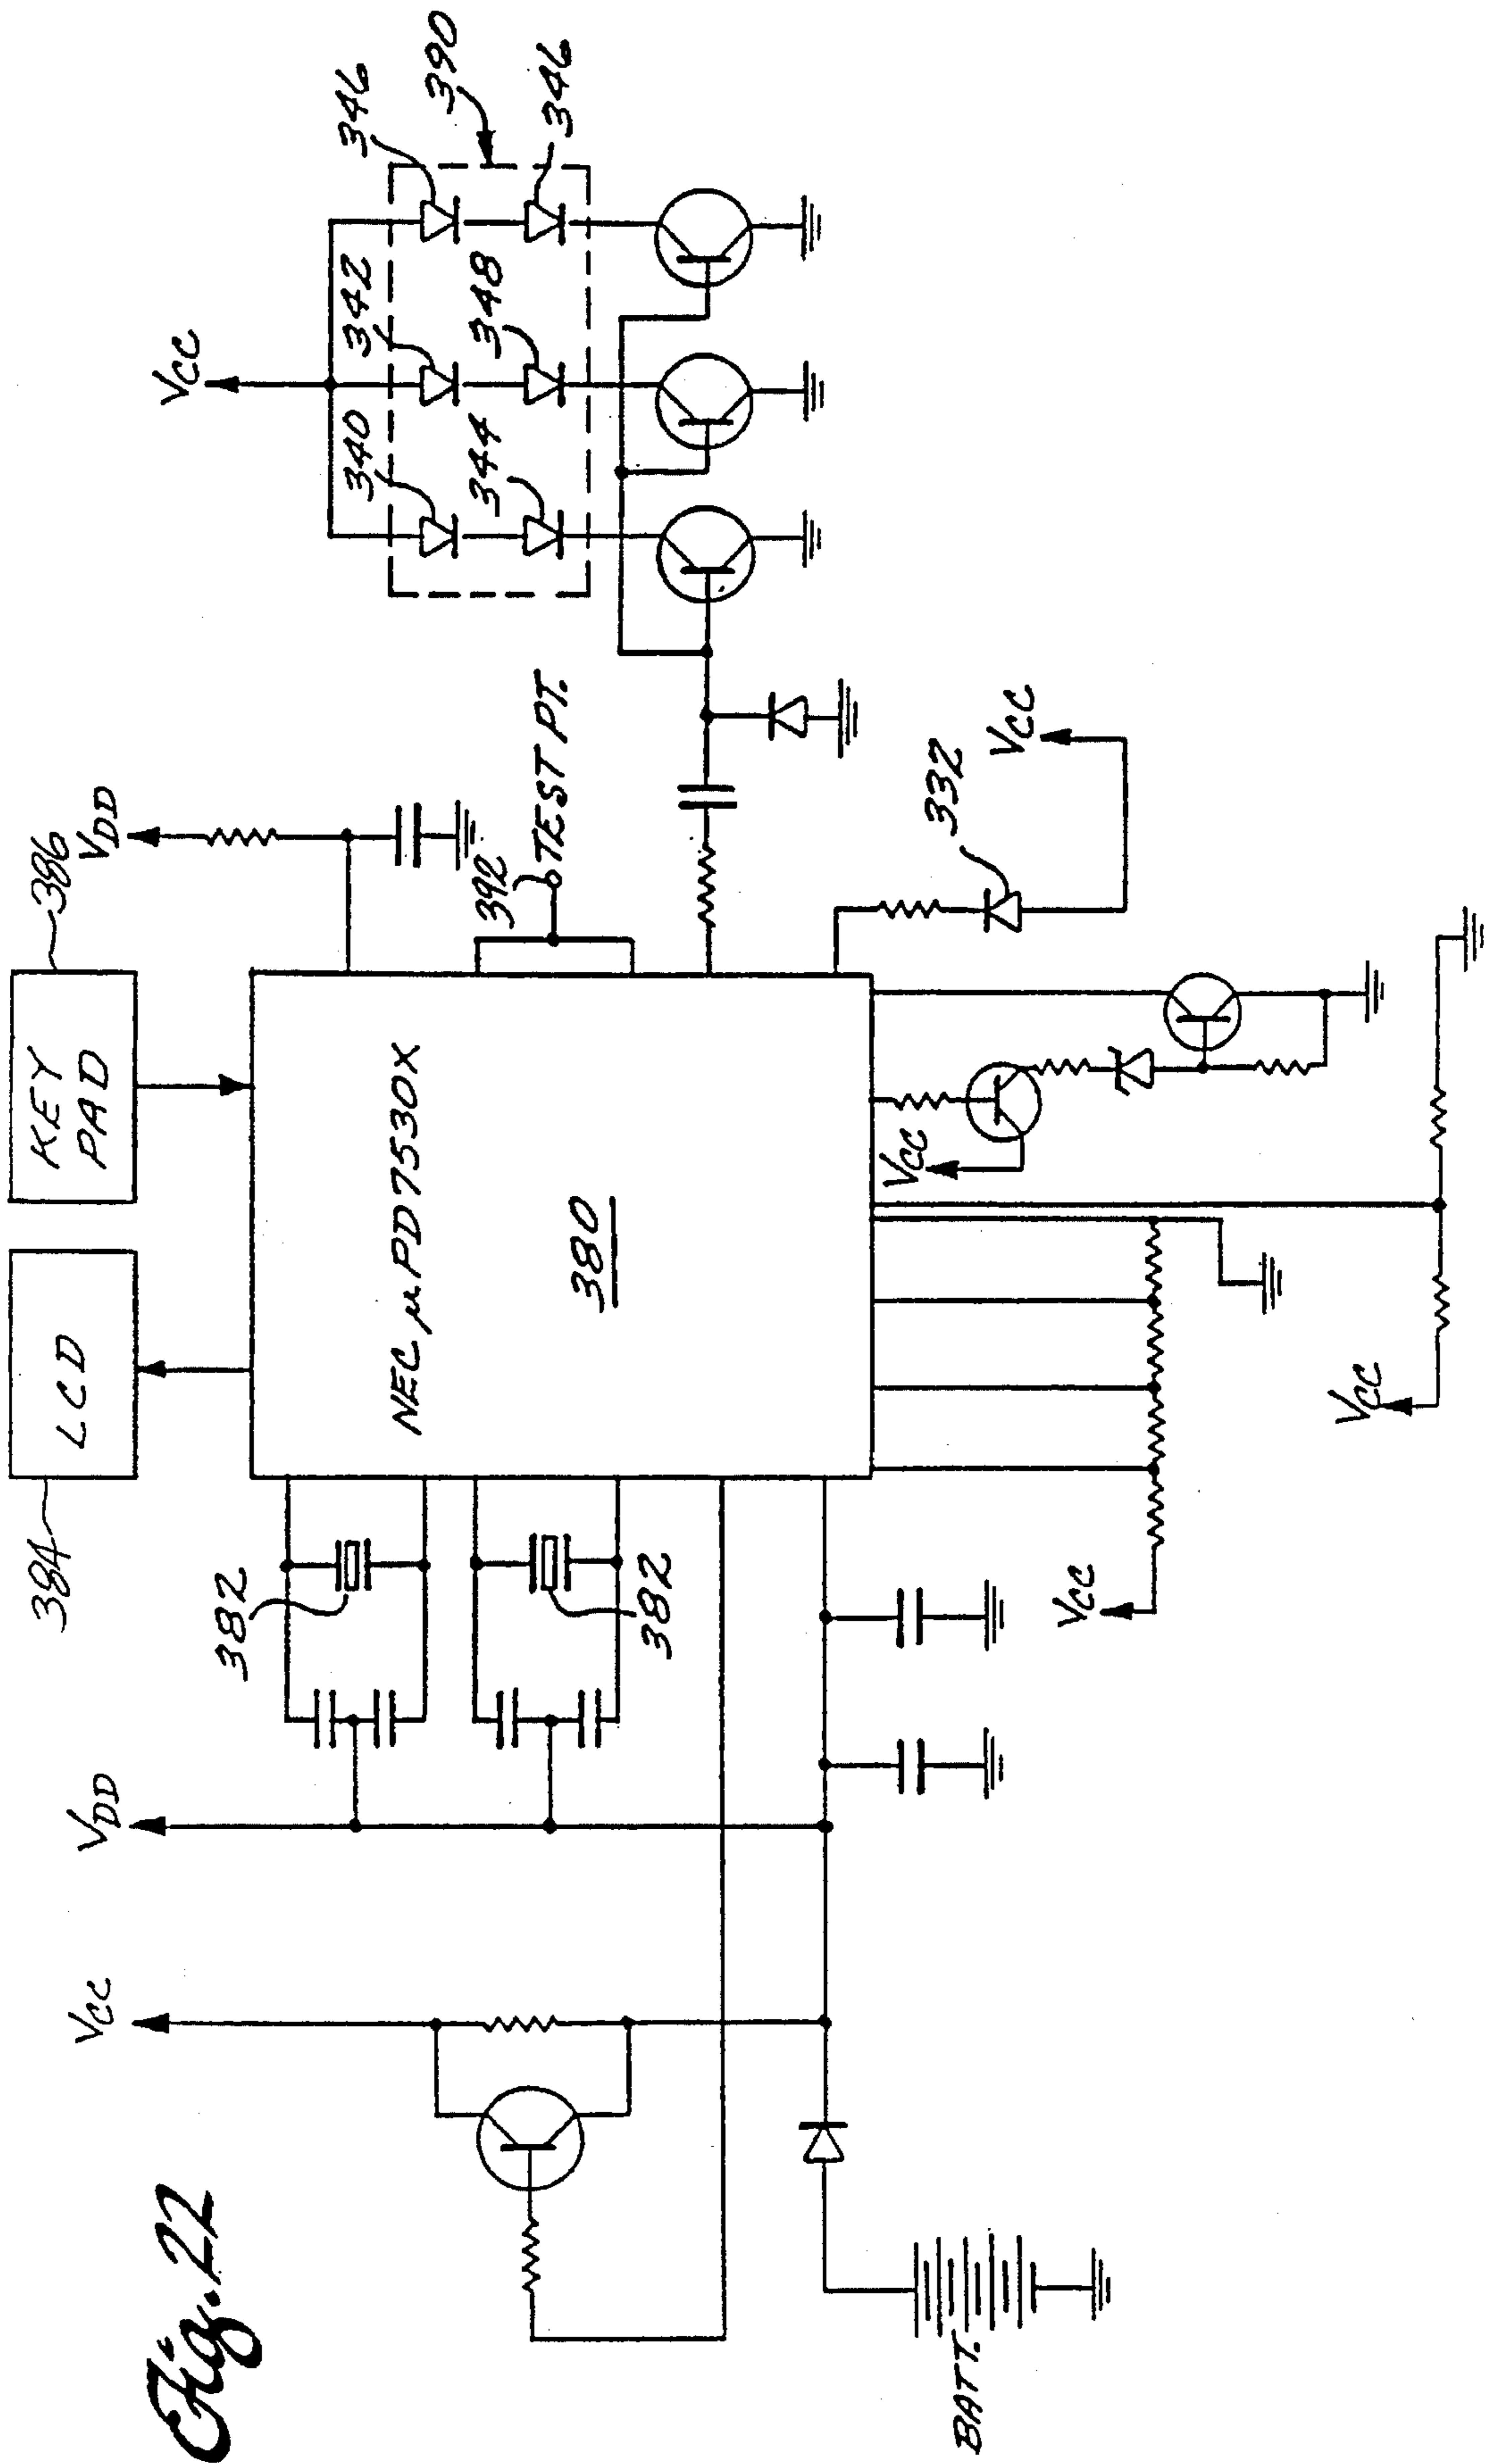 Fig. 22
VCC
VDD
384
LCD
KEY
PAD
386
VDD
382
382
NEC µPD7530X
380
392
TEST PT.
VCC
340
342
346
344
348
346
390
332
VCC
VCC
VCC
VCC
BATT.